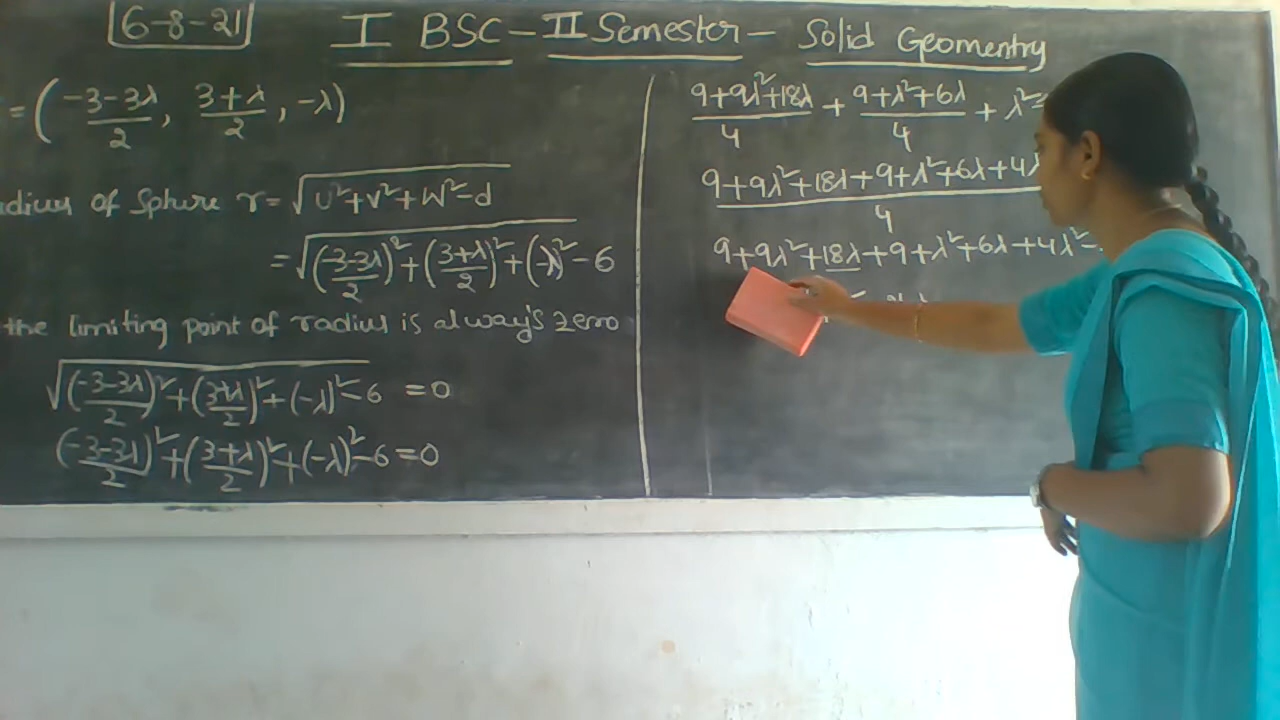 6-8-21
I BSC - II Semester - Solid Geomentry
= (-3-3λ/2, 3+λ/2, -λ)
of Sphere r = √U²+V²+W²-d
= √(-3-3λ/2)²+(3+λ/2)²+(-λ)²-6
the limiting point of radius is alway's zero
√(-3-3λ/2)²+(3+λ/2)²+(-λ)²-6 =0
(-3-3λ/2)²+(3+λ/2)²+(-λ)²-6=0
9+9λ²+18λ/4 + 9+λ²+6λ/4 + λ²=
9+9λ²+18λ+9+λ²+6λ+4λ/4
9+9λ²+18λ+9+λ²+6λ+4λ²-